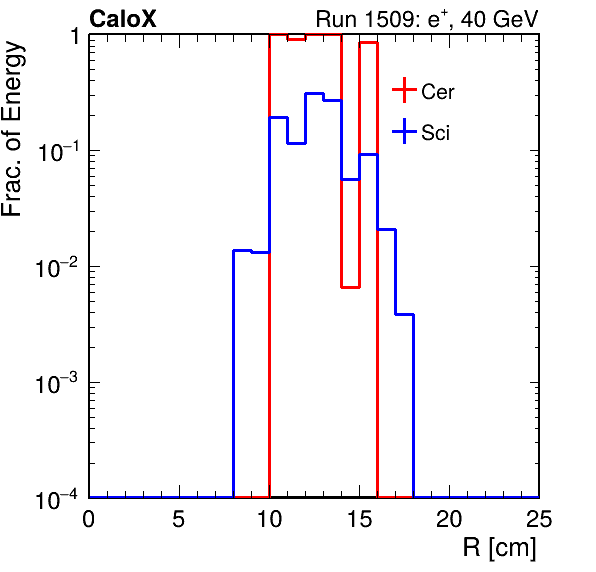 CaloX Run 1509: e⁺, 40 GeV
Frac. of Energy
1
10⁻¹
10⁻²
10⁻³
10⁻⁴
Cer
Sci
0 5 10 15 20 25
R [cm]